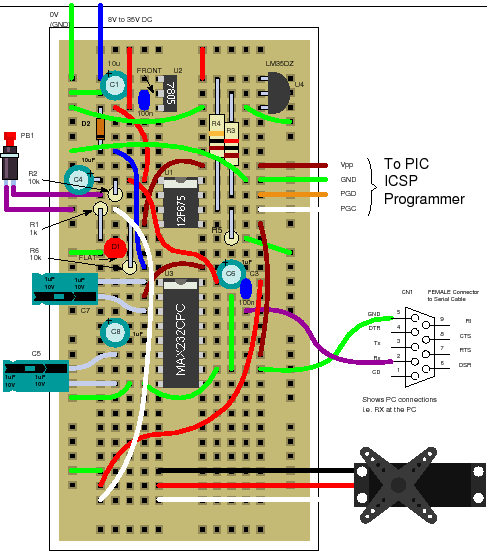 0V
(GND)
8V to 35V DC
10u
C1
FRONT
U2
7805
100n
LM35DZ
U4
D2
R4
R3
PB1
R2
10k
10uF
C4
U1
12F675
R1
1k
R5
R6
10k
FLAT
D1
Vpp
GND
PGD
PGC
To PIC
ICSP
Programmer
1uF
10V
1uF
10V
C7
U3
MAX232CPC
1uF
C6
C3
1uF
C8
C5
1uF
10V
1uF
10V
CN1
FEMALE Connector
to Serial Cable
GND
DTR
Tx
Rx
CD
5
4
3
2
1
9
8
7
6
RI
CTS
RTS
DSR
Shows PC connections
i.e. RX at the PC